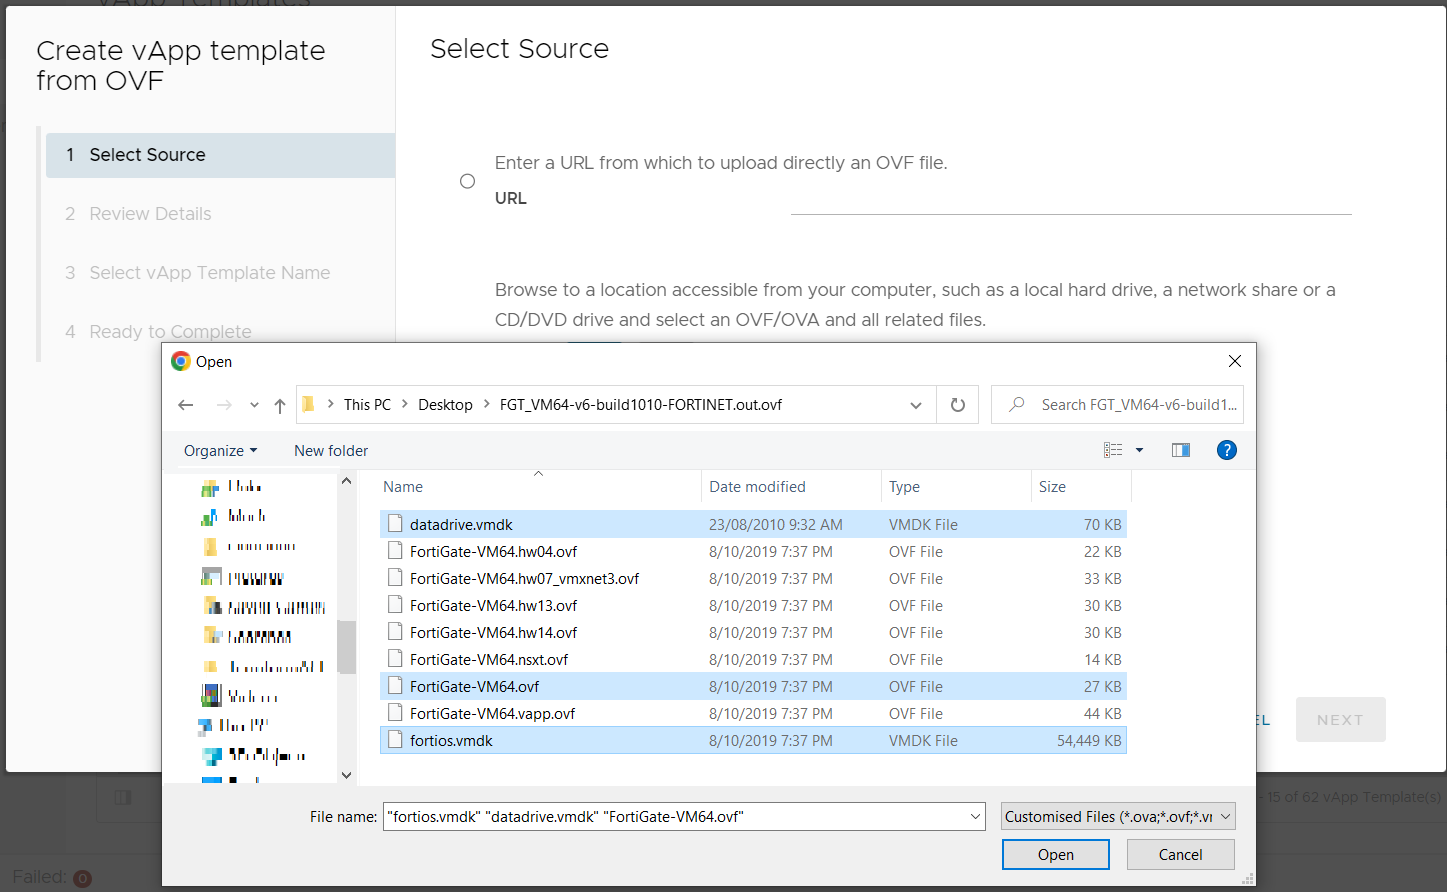 vApp Templates
Create vApp template
from OVF
1 Select Source
2 Review Details
3 Select vApp Template Name
4 Ready to Complete
Select Source
Enter a URL from which to upload directly an OVF file.
URL
Browse to a location accessible from your computer, such as a local hard drive, a network share or a
CD/DVD drive and select an OVF/OVA and all related files.
Open
This PC > Desktop > FGT_VM64-v6-build1010-FORTINET.out.ovf
Search FGT_VM64-v6-build1...
Organize
New folder
?
Name Date modified Type Size
datadrive.vmdk 23/08/2010 9:32 AM VMDK File 70 KB
FortiGate-VM64.hw04.ovf 8/10/2019 7:37 PM OVF File 22 KB
FortiGate-VM64.hw07_vmxnet3.ovf 8/10/2019 7:37 PM OVF File 33 KB
FortiGate-VM64.hw13.ovf 8/10/2019 7:37 PM OVF File 30 KB
FortiGate-VM64.hw14.ovf 8/10/2019 7:37 PM OVF File 30 KB
FortiGate-VM64.nsxt.ovf 8/10/2019 7:37 PM OVF File 14 KB
FortiGate-VM64.ovf 8/10/2019 7:37 PM OVF File 27 KB
FortiGate-VM64.vapp.ovf 8/10/2019 7:37 PM OVF File 44 KB
fortios.vmdk 8/10/2019 7:37 PM VMDK File 54,449 KB
EL NEXT
- 15 of 62 vApp Template(s)
File name: "fortios.vmdk" "datadrive.vmdk" "FortiGate-VM64.ovf"
Customised Files (*.ova;*.ovf;*.vr
Open Cancel
Failed: 0